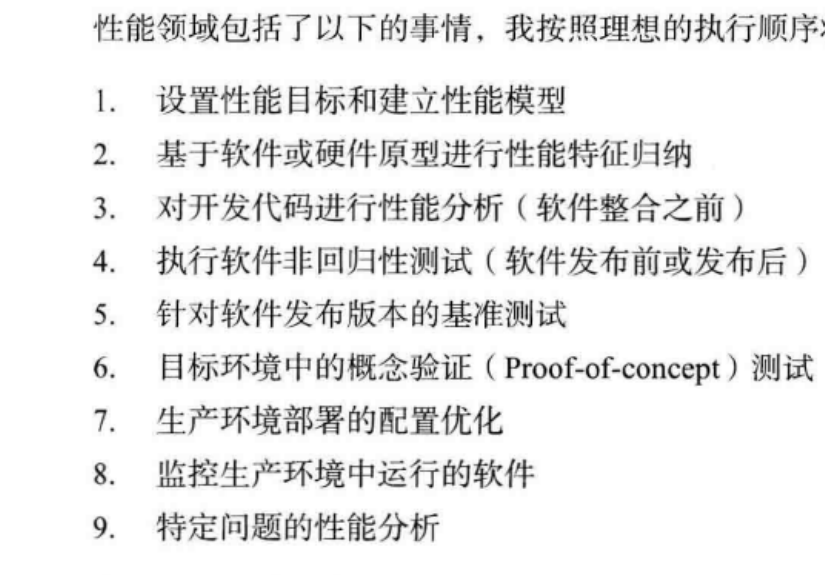 性能领域包括了以下的事情，我按照理想的执行顺序
1. 设置性能目标和建立性能模型
2. 基于软件或硬件原型进行性能特征归纳
3. 对开发代码进行性能分析（软件整合之前）
4. 执行软件非回归性测试（软件发布前或发布后）
5. 针对软件发布版本的基准测试
6. 目标环境中的概念验证（Proof-of-concept）测试
7. 生产环境部署的配置优化
8. 监控生产环境中运行的软件
9. 特定问题的性能分析